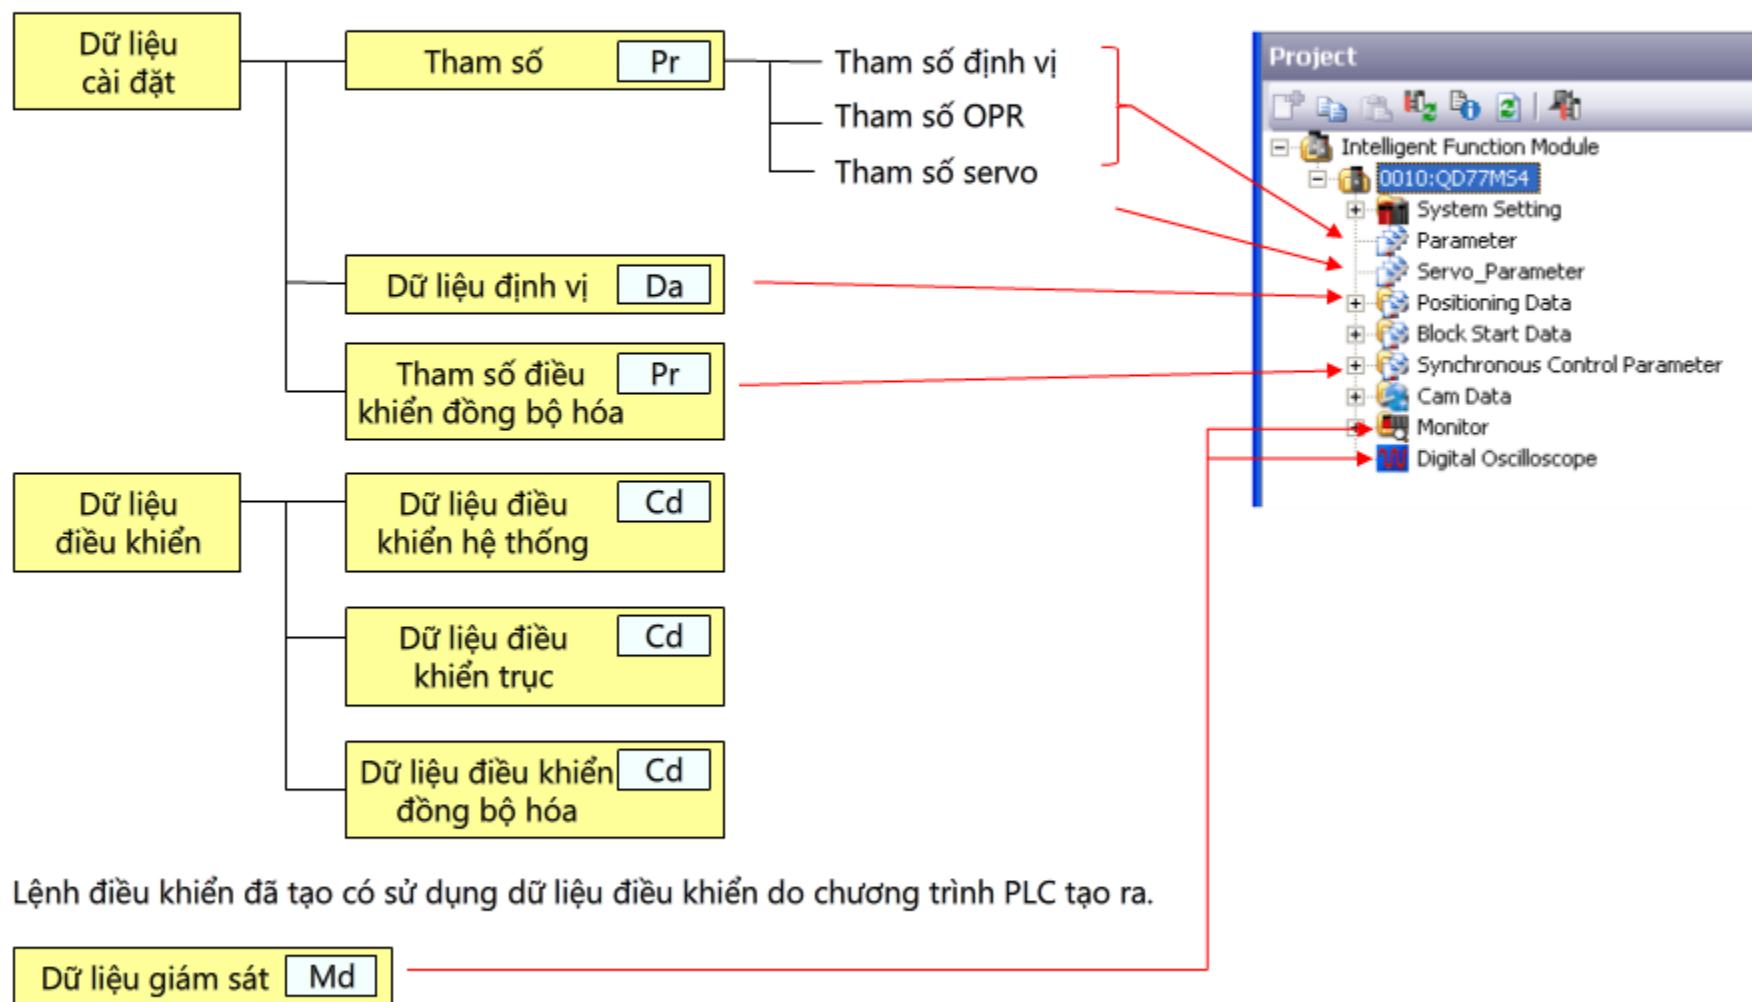 Dữ liệu
cài đặt
Tham số
Pr
Tham số định vị
Tham số OPR
Tham số servo
Dữ liệu định vị
Da
Tham số điều
khiển đồng bộ hóa
Pr
Dữ liệu
điều khiển
Dữ liệu điều
khiển hệ thống
Cd
Dữ liệu điều
khiển trục
Cd
Dữ liệu điều khiển
đồng bộ hóa
Cd
Lệnh điều khiển đã tạo có sử dụng dữ liệu điều khiển do chương trình PLC tạo ra.
Dữ liệu giám sát
Md
Project
Intelligent Function Module
0010:QD77MS4
System Setting
Parameter
Servo_Parameter
Positioning Data
Block Start Data
Synchronous Control Parameter
Cam Data
Monitor
Digital Oscilloscope